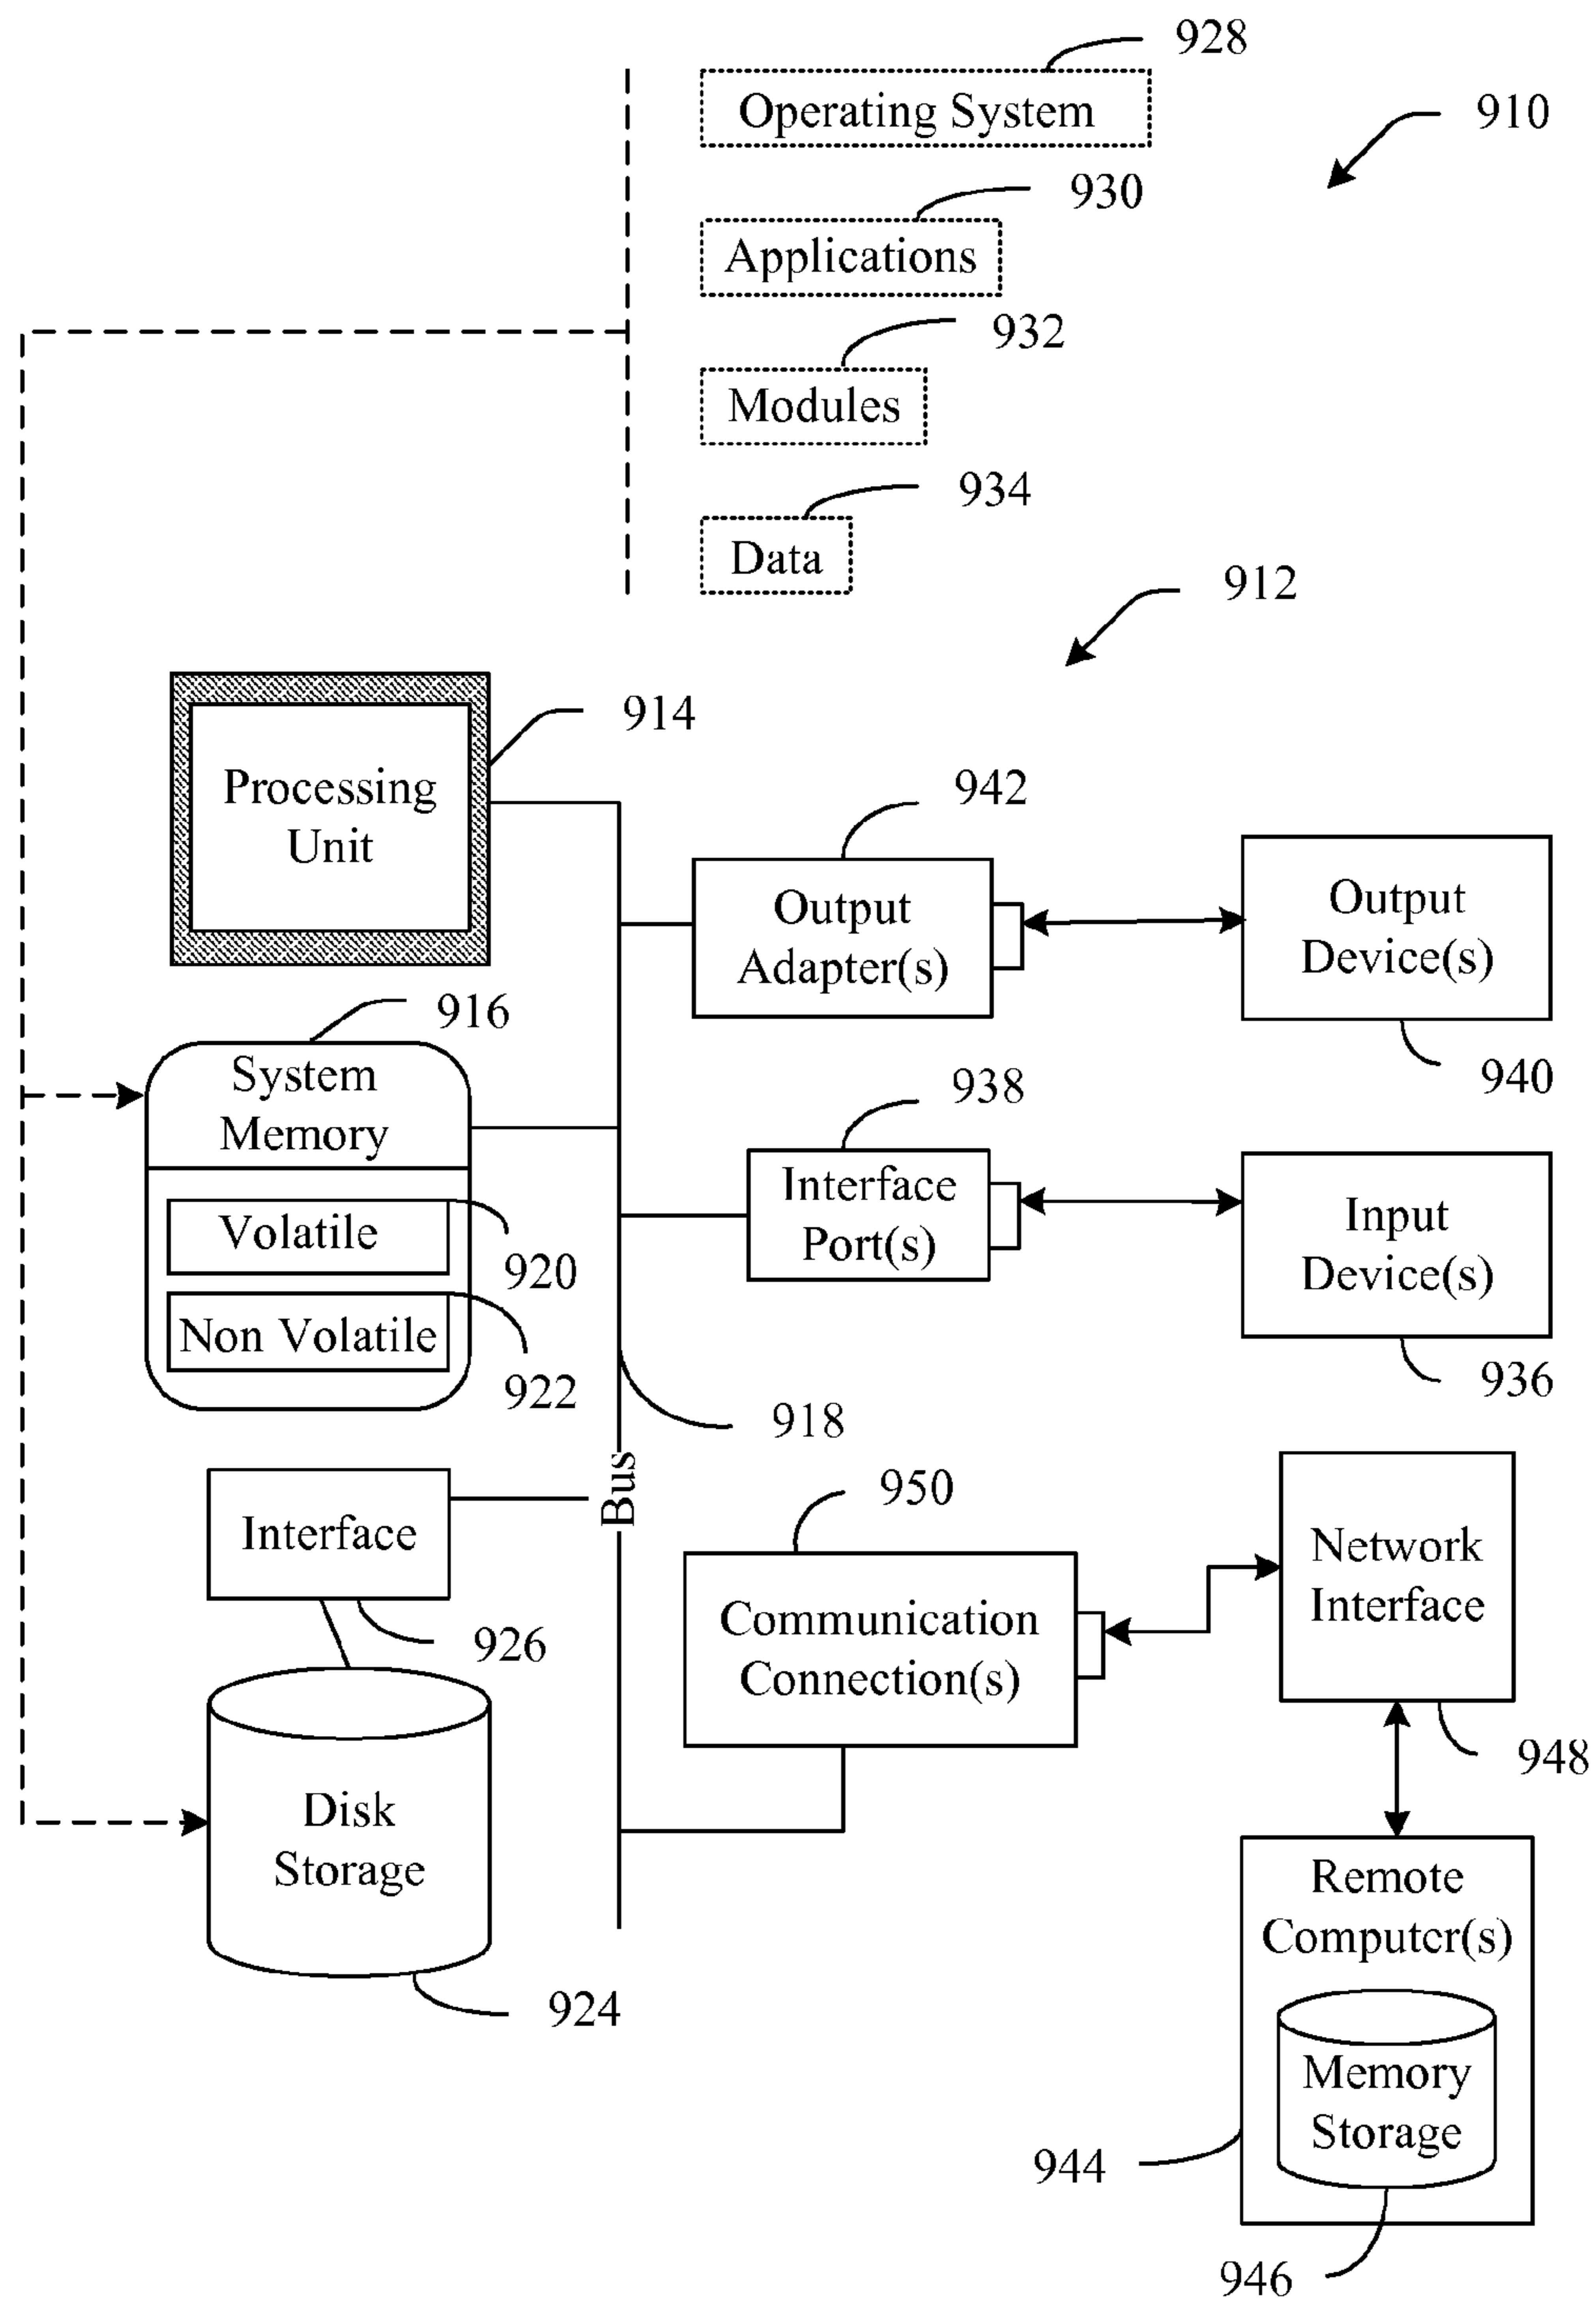 928
Operating System
910
930
Applications
932
Modules
934
Data
912
914
Processing
Unit
942
Output
Adapter(s)
Output
Device(s)
940
916
System
Memory
938
Interface
Port(s)
Input
Device(s)
936
Volatile
920
Non Volatile
922
918
Bus
950
Interface
926
Communication
Connection(s)
Network
Interface
948
Disk
Storage
924
Remote
Computer(s)
Memory
Storage
944
946